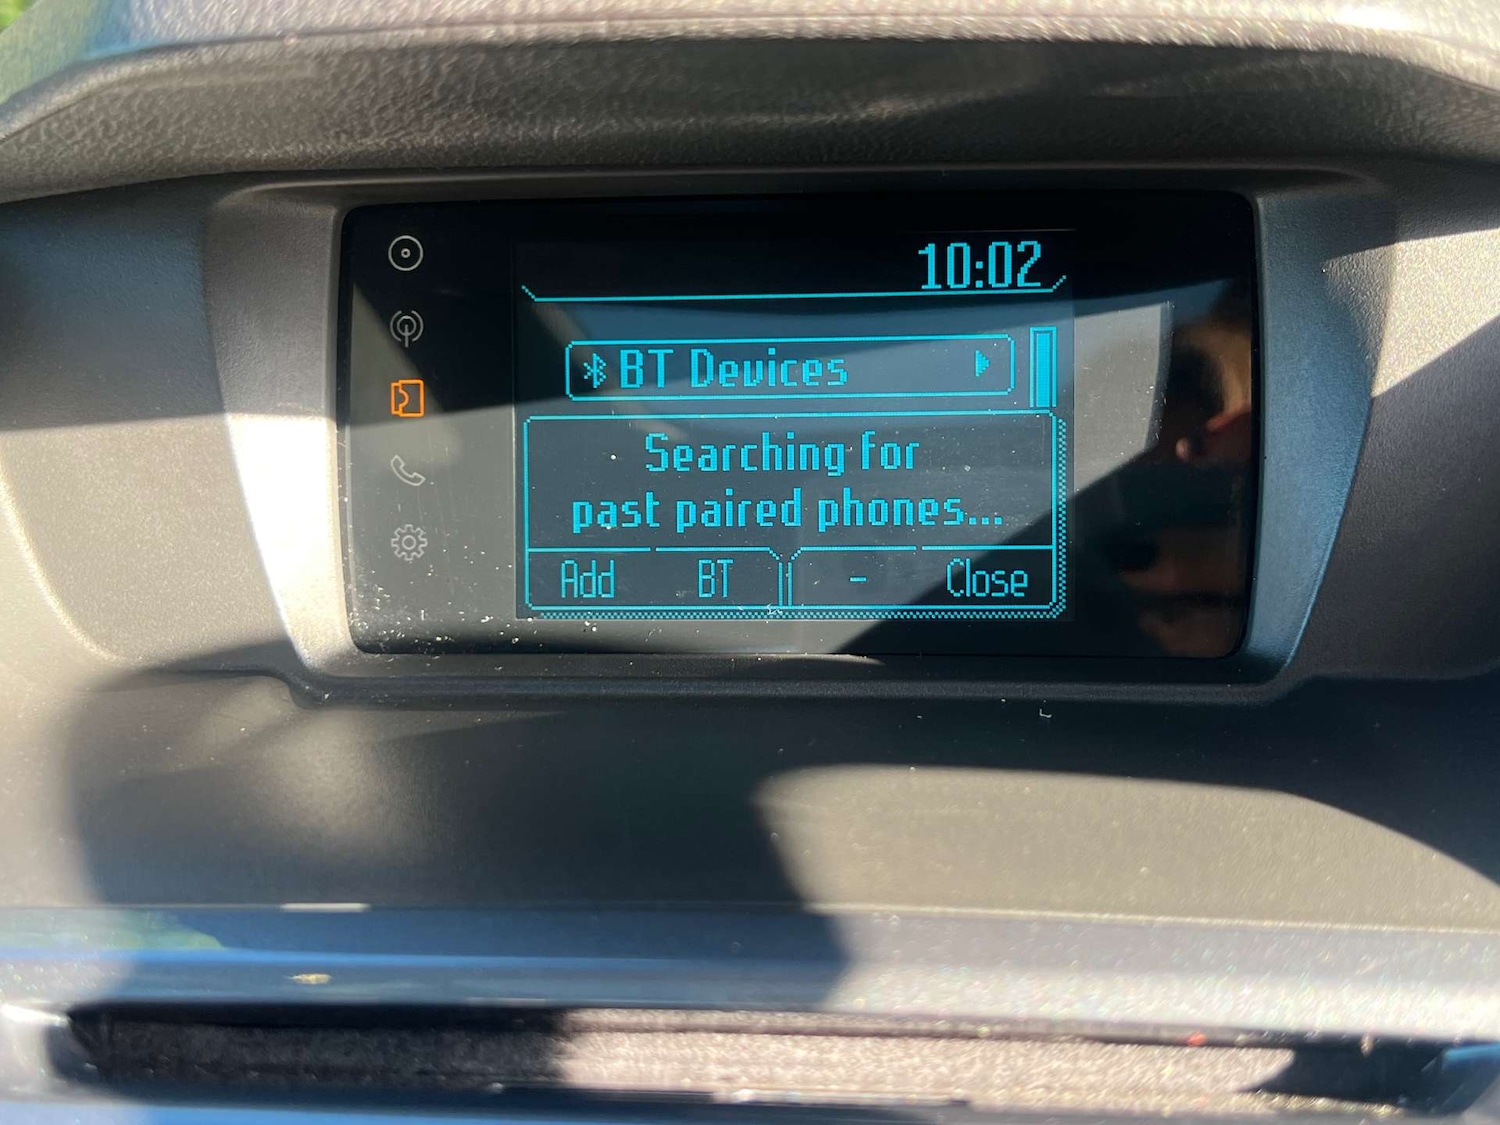 10:02
BT Devices
Searching for
past paired phones...
Add BT - Close